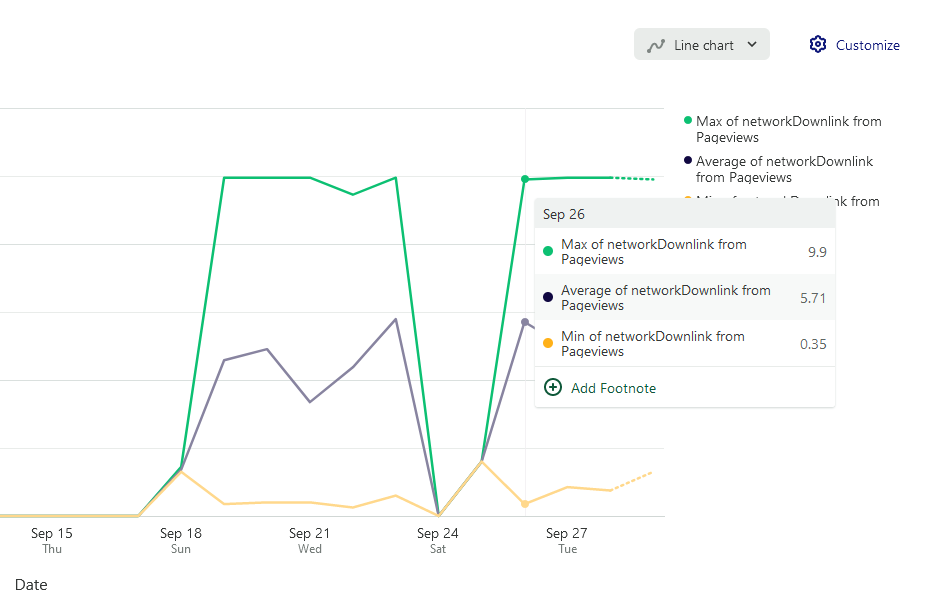 Line chart
Customize
Max of networkDownlink from
Pageviews
Average of networkDownlink
from Pageviews
from
Sep 26
Max of networkDownlink from
Pageviews
9.9
Average of networkDownlink from
Pageviews
5.71
Min of networkDownlink from
Pageviews
0.35
Add Footnote
Sep 15
Thu
Sep 18
Sun
Sep 21
Wed
Sep 24
Sat
Sep 27
Tue
Date